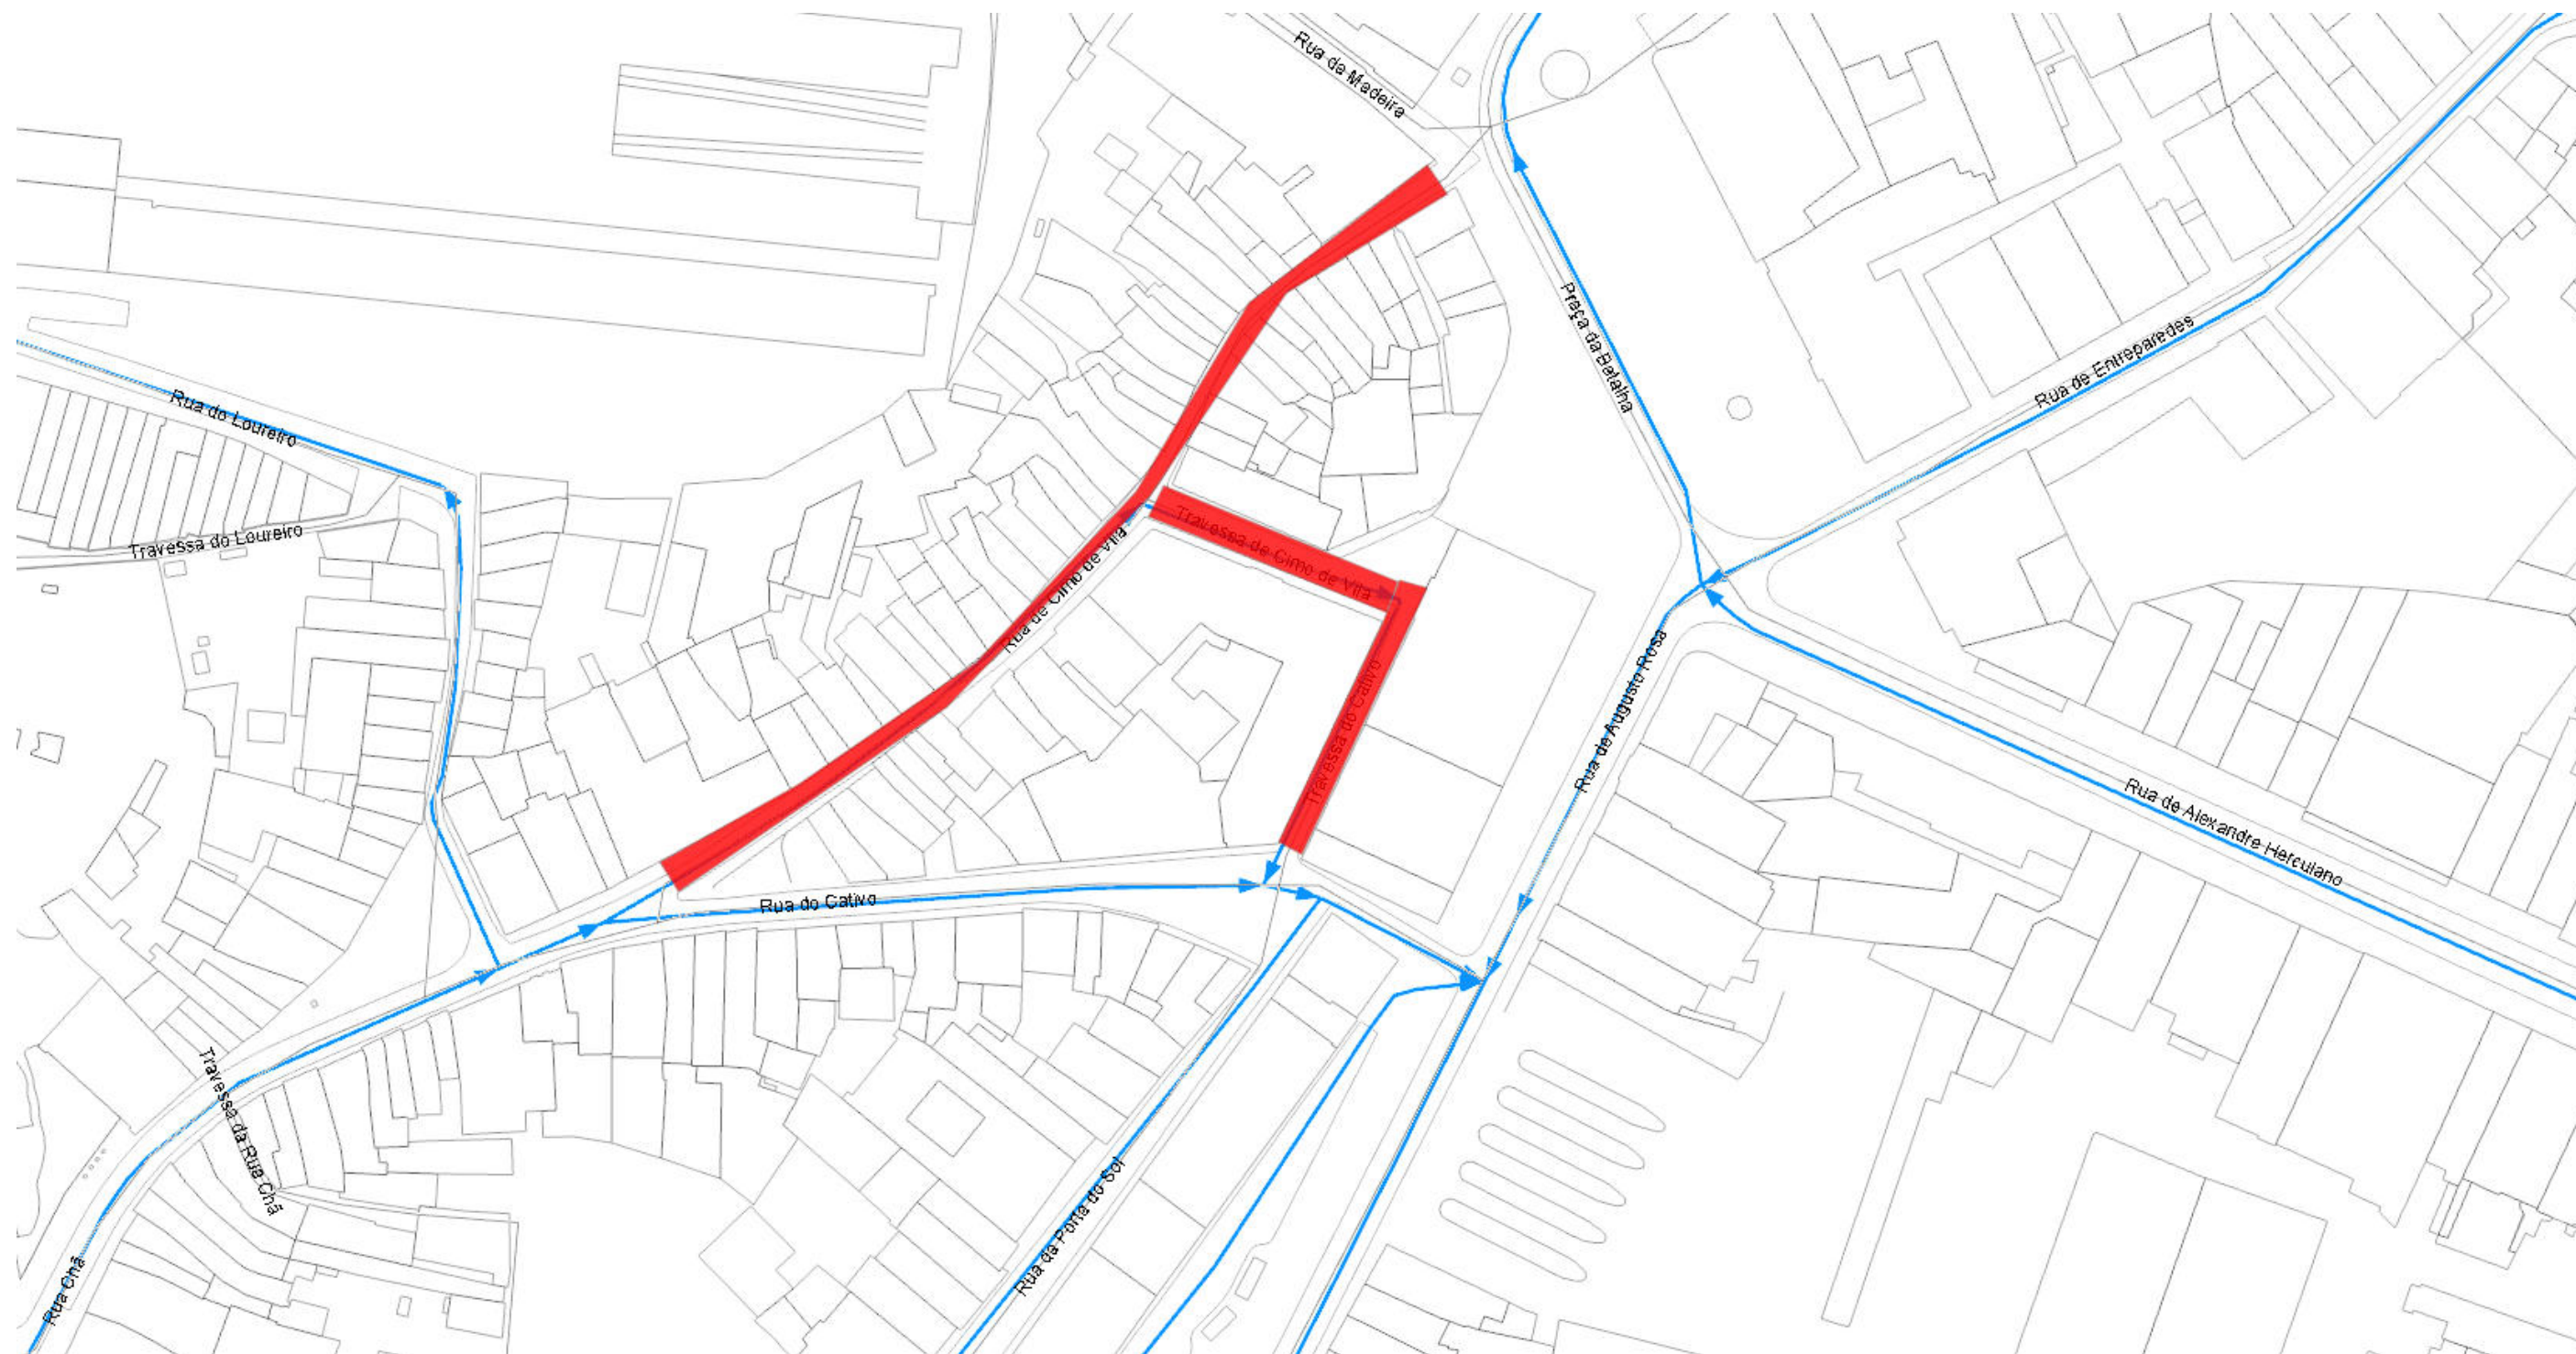 Rua da Madeira
Praça da Batalha
Rua de Entreparedes
Rua do Loureiro
Travessa do Loureiro
Travessa de Cimo de Vila
Rua de Cimo de Vila
Travessa do Cativo
Rua de Augusto Rosa
Rua de Alexandre Herculano
Rua do Cativo
Travessa da Rua Chã
Rua da Porta do Sol
Rua Chã